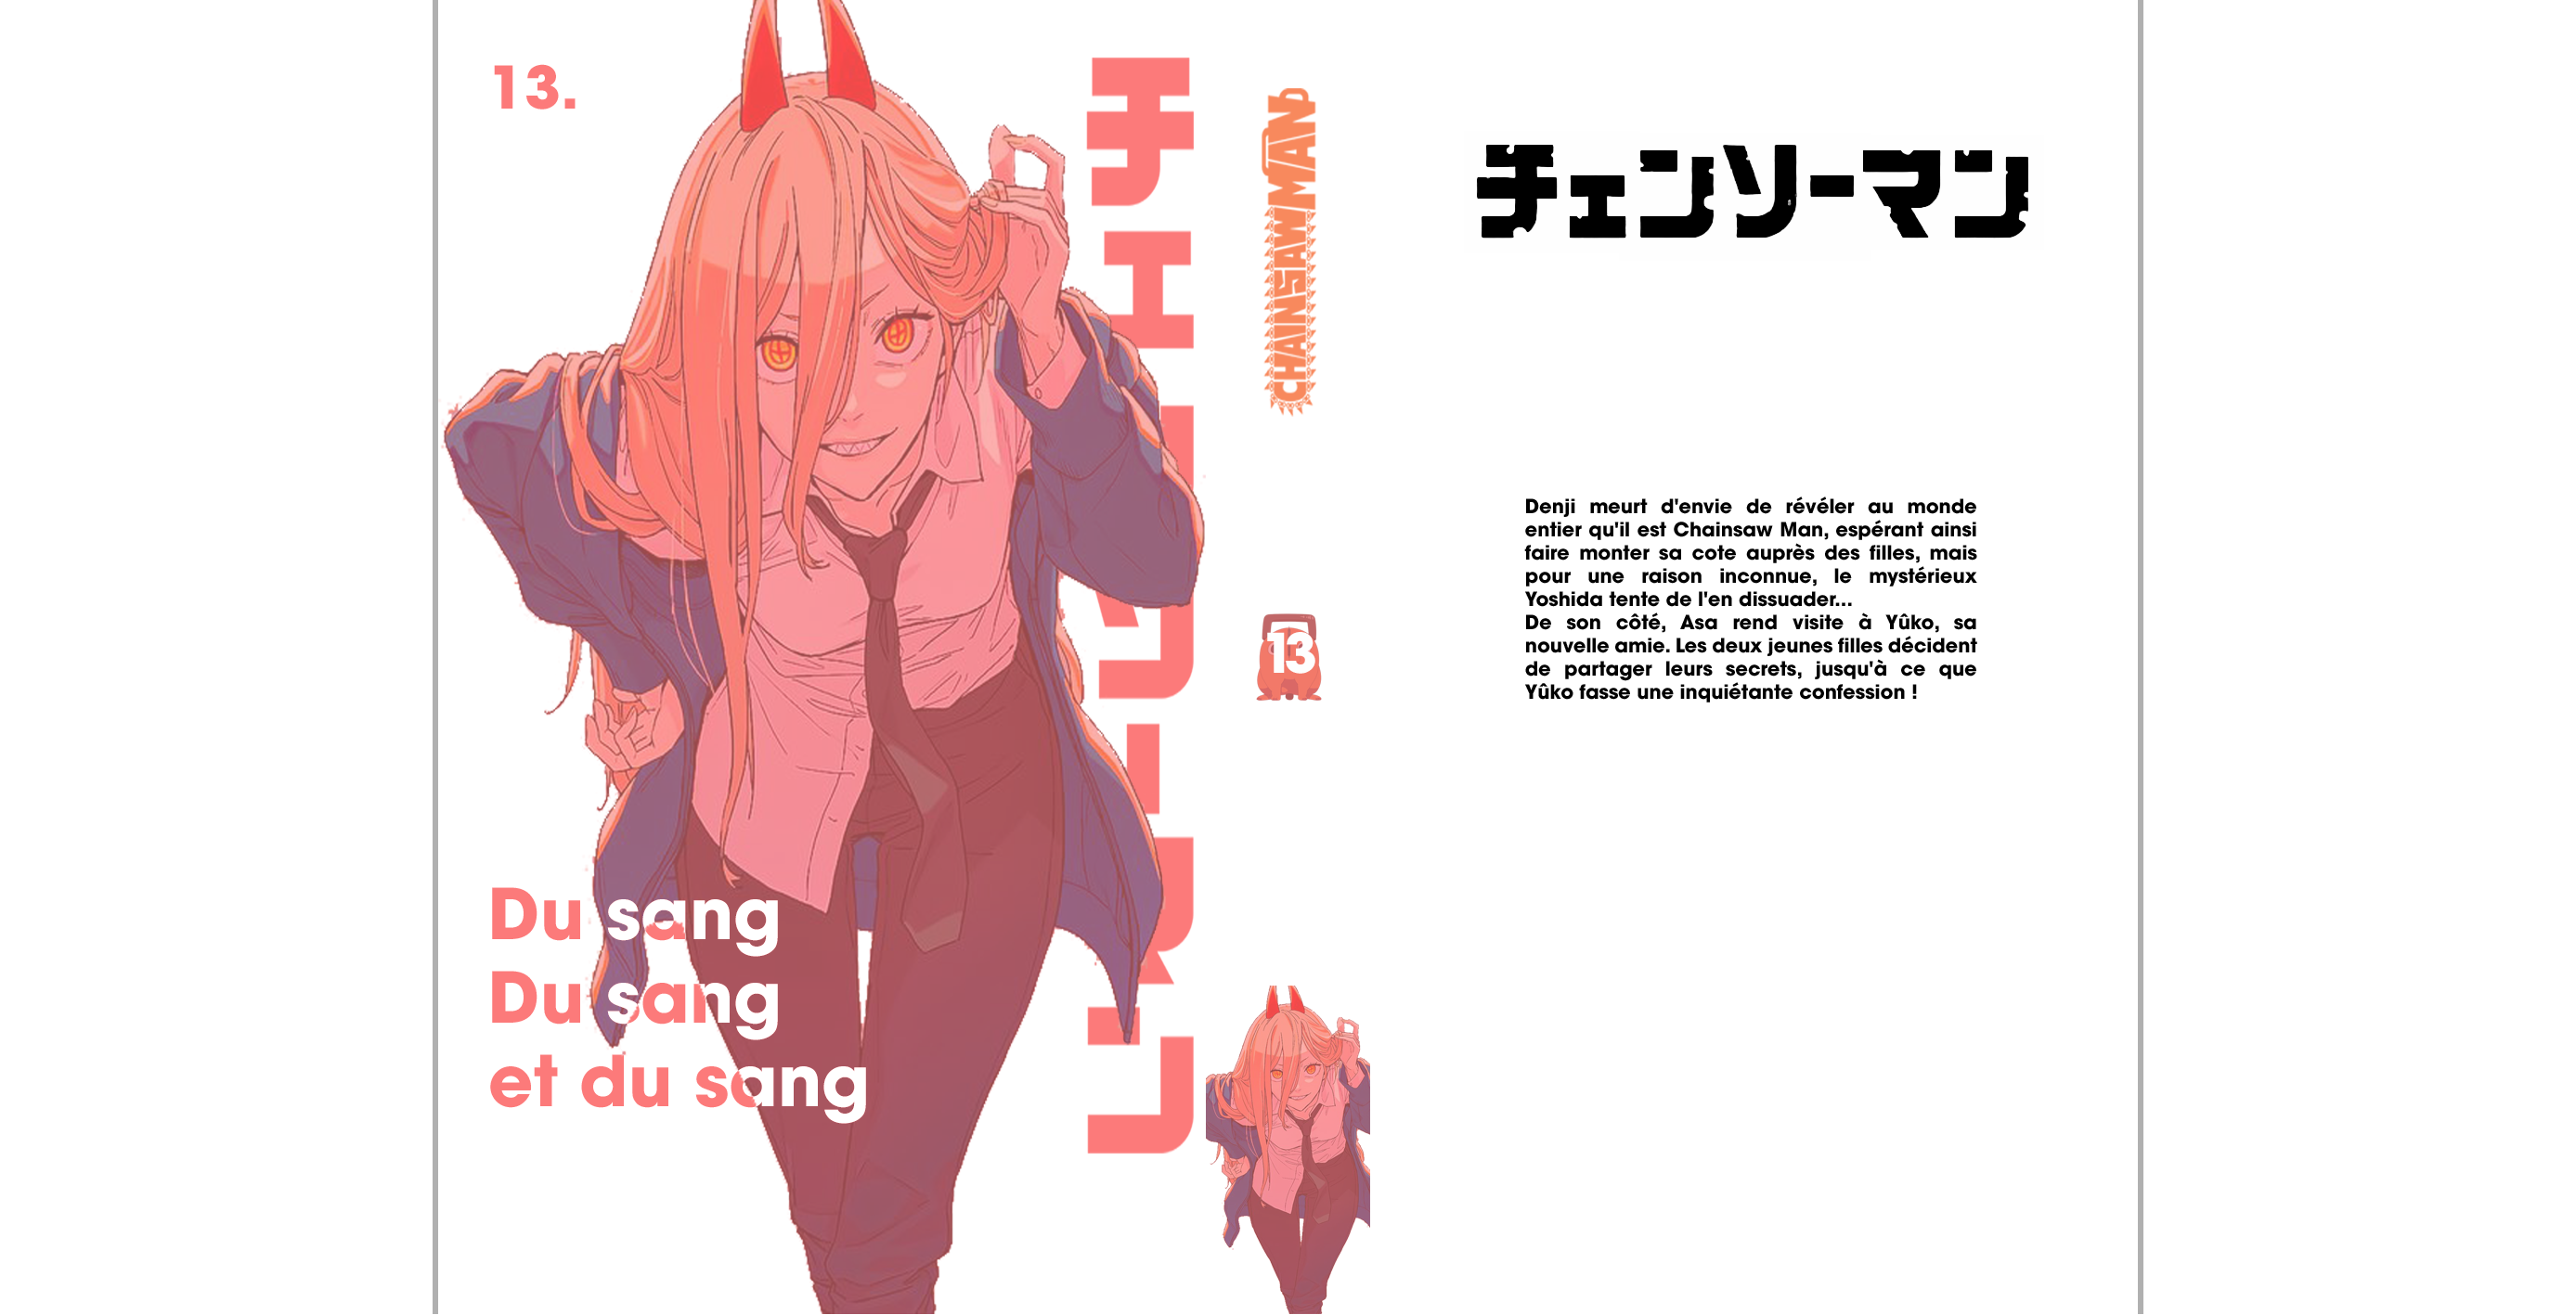 13.
チェンソーマン
Du sang
Du sang
et du sang
CHAINSAWMAN
13
チェンソーマン
Denji meurt d'envie de révéler au monde
entier qu'il est Chainsaw Man, espérant ainsi
faire monter sa cote auprès des filles, mais
pour une raison inconnue, le mystérieux
Yoshida tente de l'en dissuader...
De son côté, Asa rend visite à Yûko, sa
nouvelle amie. Les deux jeunes filles décident
de partager leurs secrets, jusqu'à ce que
Yûko fasse une inquiétante confession !